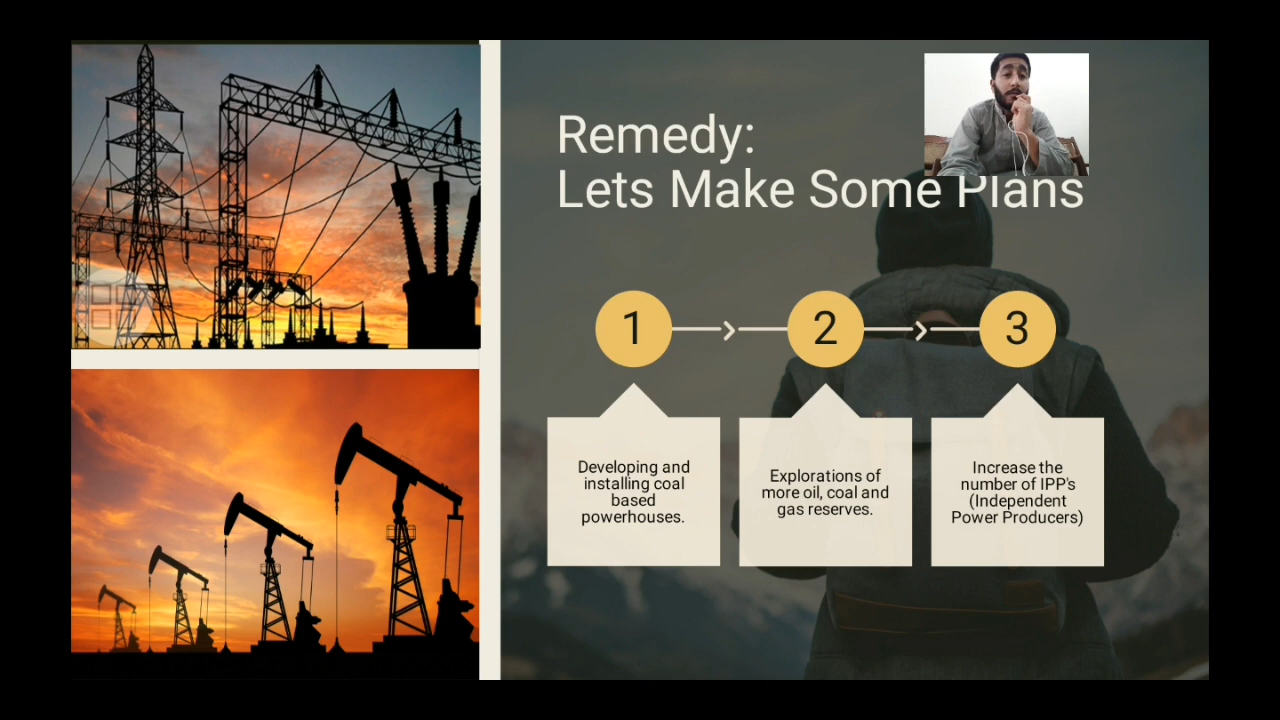 Remedy:
Lets Make Some Plans
1
2
3
Developing and
installing coal
based
powerhouses.
Explorations of
more oil, coal and
gas reserves.
Increase the
number of IPP's
(Independent
Power Producers)